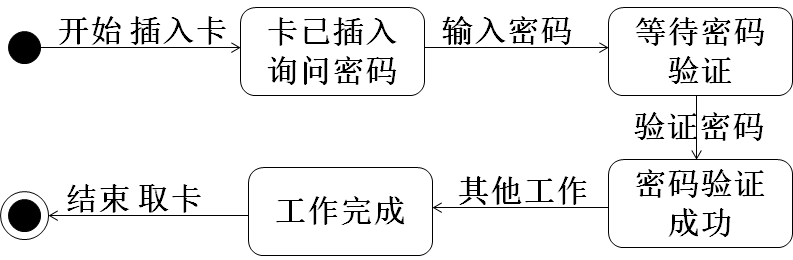 开始 插入卡
卡已插入
询问密码
输入密码
等待密码
验证
验证密码
密码验证
成功
其他工作
工作完成
结束 取卡